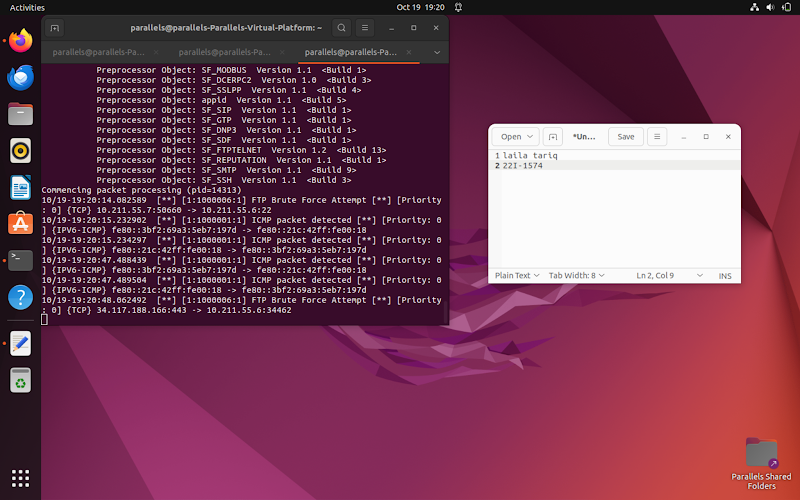 Activities
Oct 19 19:20
parallels@parallels-Parallels-Virtual-Platform: ~
parallels@parallels-Pa...
parallels@parallels-Pa...
parallels@parallels-Pa...
Preprocessor Object: SF_MODBUS Version 1.1 <Build 1>
Preprocessor Object: SF_DCERPC2 Version 1.0 <Build 3>
Preprocessor Object: SF_SSLPP Version 1.1 <Build 4>
Preprocessor Object: appid Version 1.1 <Build 5>
Preprocessor Object: SF_SIP Version 1.1 <Build 1>
Preprocessor Object: SF_GTP Version 1.1 <Build 1>
Preprocessor Object: SF_DNP3 Version 1.1 <Build 1>
Preprocessor Object: SF_SDF Version 1.1 <Build 1>
Preprocessor Object: SF_FTPTELNET Version 1.2 <Build 13>
Preprocessor Object: SF_REPUTATION Version 1.1 <Build 1>
Preprocessor Object: SF_SMTP Version 1.1 <Build 9>
Preprocessor Object: SF_SSH Version 1.1 <Build 3>
Commencing packet processing (pid=14313)
10/19-19:20:14.082589 [**] [1:1000006:1] FTP Brute Force Attempt [**] [Priority
: 0] {TCP} 10.211.55.7:50660 -> 10.211.55.6:22
10/19-19:20:15.232902 [**] [1:1000001:1] ICMP packet detected [**] [Priority: 0
] {IPV6-ICMP} fe80::3bf2:69a3:5eb7:197d -> fe80::21c:42ff:fe00:18
10/19-19:20:15.234297 [**] [1:1000001:1] ICMP packet detected [**] [Priority: 0
] {IPV6-ICMP} fe80::21c:42ff:fe00:18 -> fe80::3bf2:69a3:5eb7:197d
10/19-19:20:47.488439 [**] [1:1000001:1] ICMP packet detected [**] [Priority: 0
] {IPV6-ICMP} fe80::3bf2:69a3:5eb7:197d -> fe80::21c:42ff:fe00:18
10/19-19:20:47.489504 [**] [1:1000001:1] ICMP packet detected [**] [Priority: 0
] {IPV6-ICMP} fe80::21c:42ff:fe00:18 -> fe80::3bf2:69a3:5eb7:197d
10/19-19:20:48.062492 [**] [1:1000006:1] FTP Brute Force Attempt [**] [Priority
: 0] {TCP} 34.117.188.166:443 -> 10.211.55.6:34462
Open
*Un...
Save
1 laila tariq
2 22I-1574
Plain Text
Tab Width: 8
Ln 2, Col 9
INS
Parallels Shared
Folders